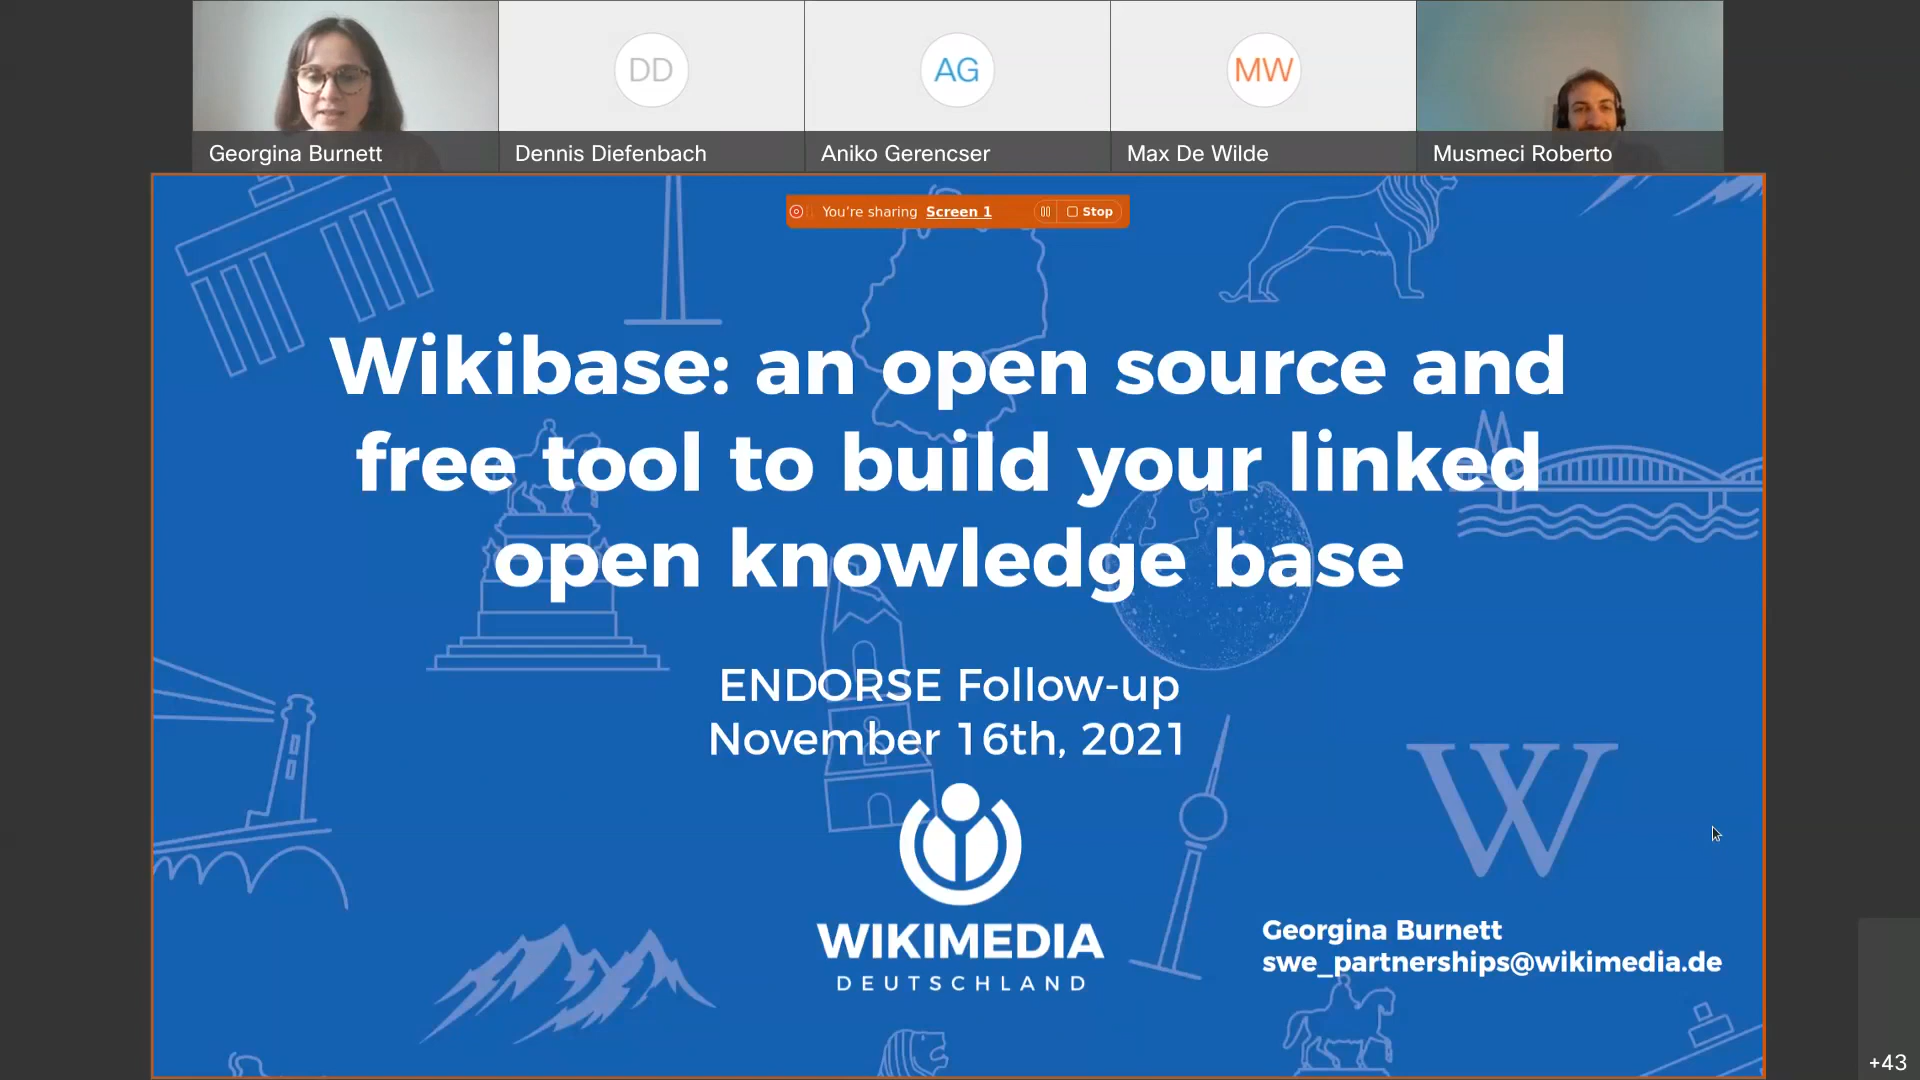 DD
AG
MW
Georgina Burnett
Dennis Diefenbach
Aniko Gerencser
Max De Wilde
Musmeci Roberto
You're sharing Screen 1
Stop
Wikibase: an open source and
free tool to build your linked
open knowledge base
ENDORSE Follow-up
November 16th, 2021
W
WIKIMEDIA
DEUTSCHLAND
Georgina Burnett
swe_partnerships@wikimedia.de
+43